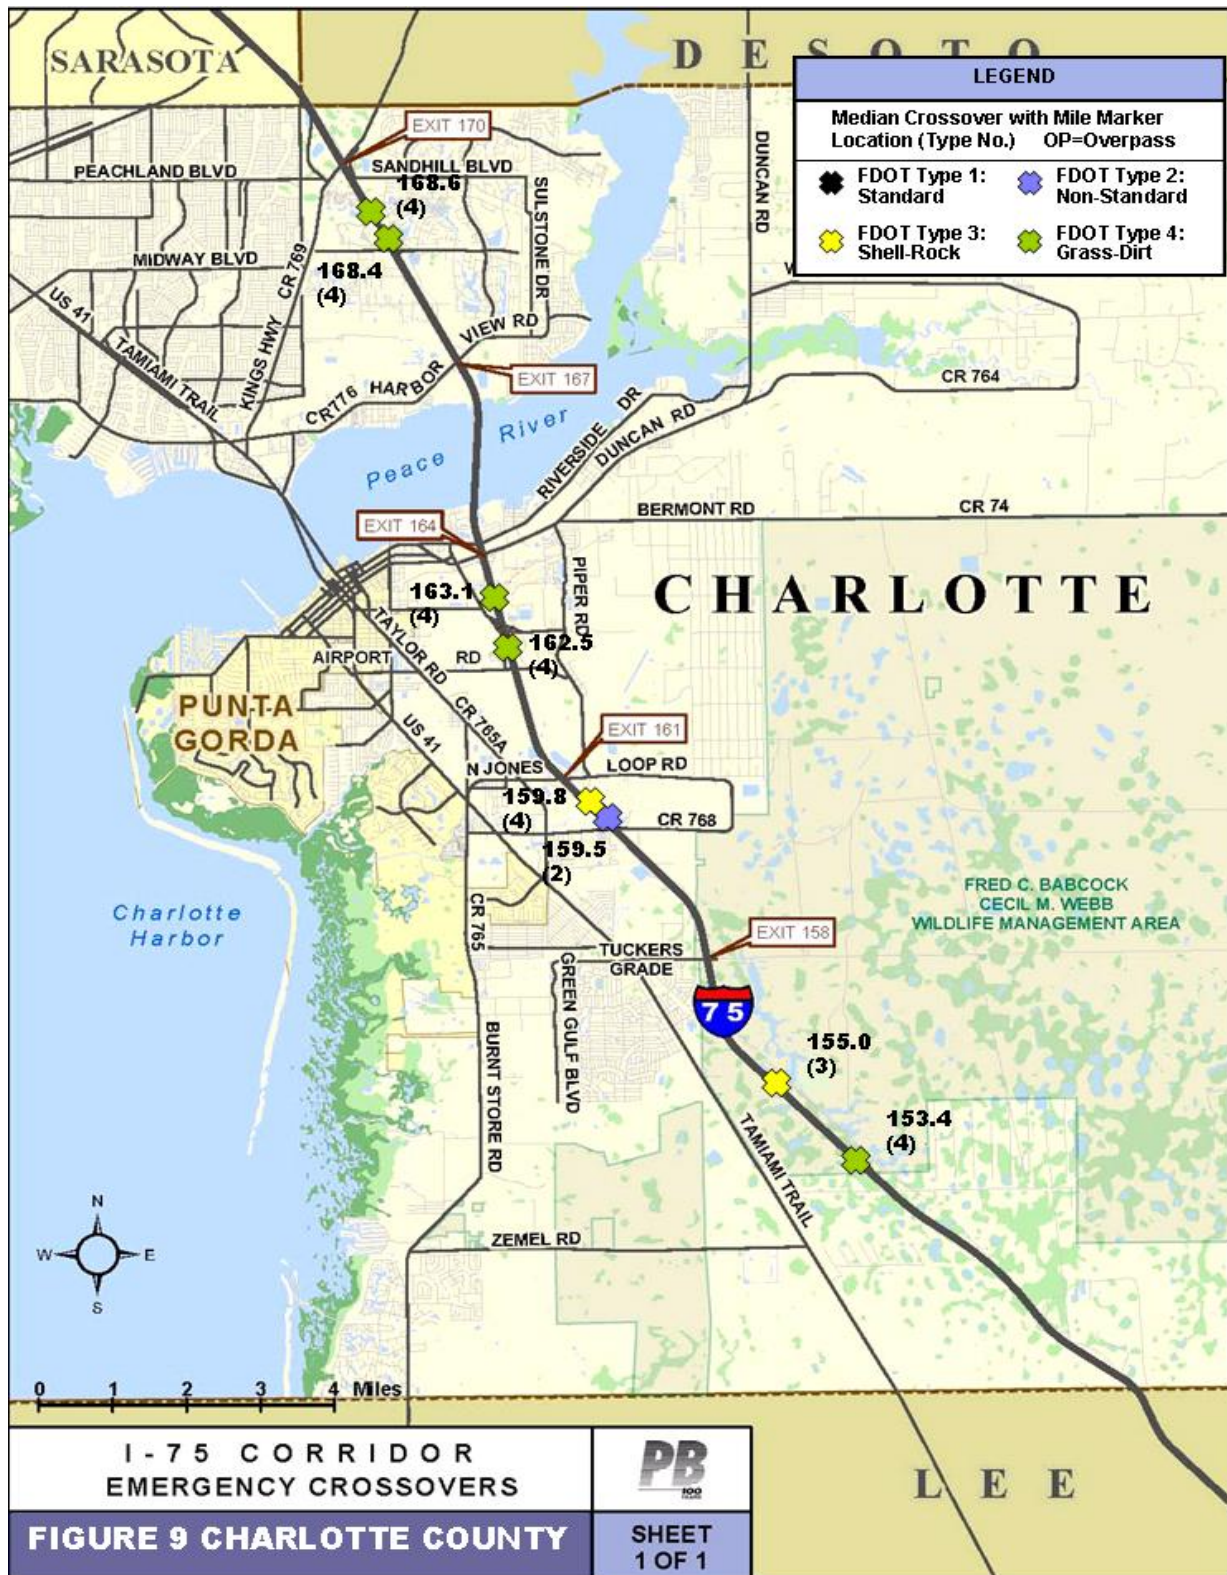 SARASOTA
D E S O T O
LEGEND
Median Crossover with Mile Marker
Location (Type No.) OP=Overpass
FDOT Type 1:
Standard
FDOT Type 2:
Non-Standard
FDOT Type 3:
Shell-Rock
FDOT Type 4:
Grass-Dirt
EXIT 170
PEACHLAND BLVD
SANDHILL BLVD
168.6
(4)
SULSTONE DR
DUNCAN RD
MIDWAY BLVD
CR 769
KINGS HWY
168.4
(4)
US 41
TAMIAMI TRAIL
VIEW RD
HARBOR
CR776
EXIT 167
CR 764
Peace
River
RIVERSIDE DR
DUNCAN RD
BERMONT RD
CR 74
EXIT 164
PIPER RD
CHARLOTTE
163.1
(4)
162.5
(4)
TAYLOR RD
AIRPORT RD
PUNTA
GORDA
US 41
CR 765A
EXIT 161
N JONES
LOOP RD
159.8
(4)
CR 768
159.5
(2)
FRED C. BABCOCK
CECIL M. WEBB
WILDLIFE MANAGEMENT AREA
Charlotte
Harbor
CR 765
EXIT 158
TUCKERS
GRADE
GREEN GULF BLVD
75
BURNT STORE RD
155.0
(3)
153.4
(4)
TAMIAMI TRAIL
ZEMEL RD
N
W
E
S
0 1 2 3 4 Miles
L E E
I-75 CORRIDOR
EMERGENCY CROSSOVERS
PB
100
YEARS
FIGURE 9 CHARLOTTE COUNTY
SHEET
1 OF 1